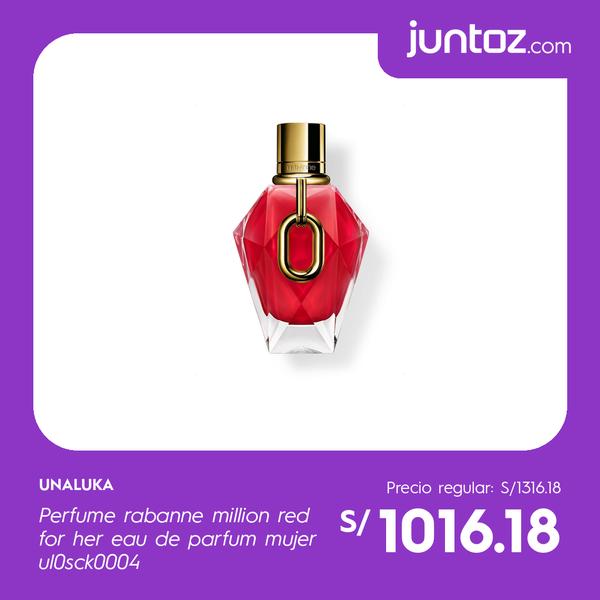 juntoz.com
rabanne
UNALUKA
Perfume rabanne million red
for her eau de parfum mujer
ul0sck0004
Precio regular: S/1316.18
S/1016.18